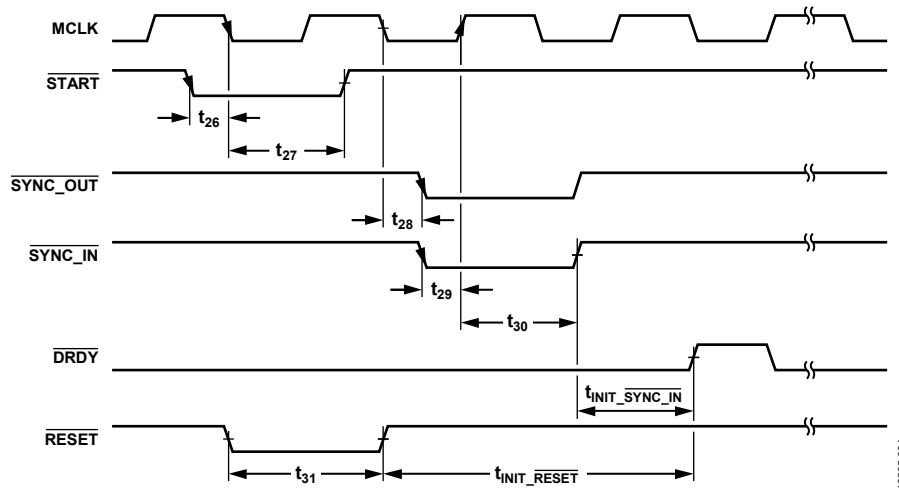 MCLK
START
t26
t27
SYNC_OUT
t28
SYNC_IN
t29
t30
DRDY
tINIT_SYNC_IN
RESET
t31
tINIT_RESET